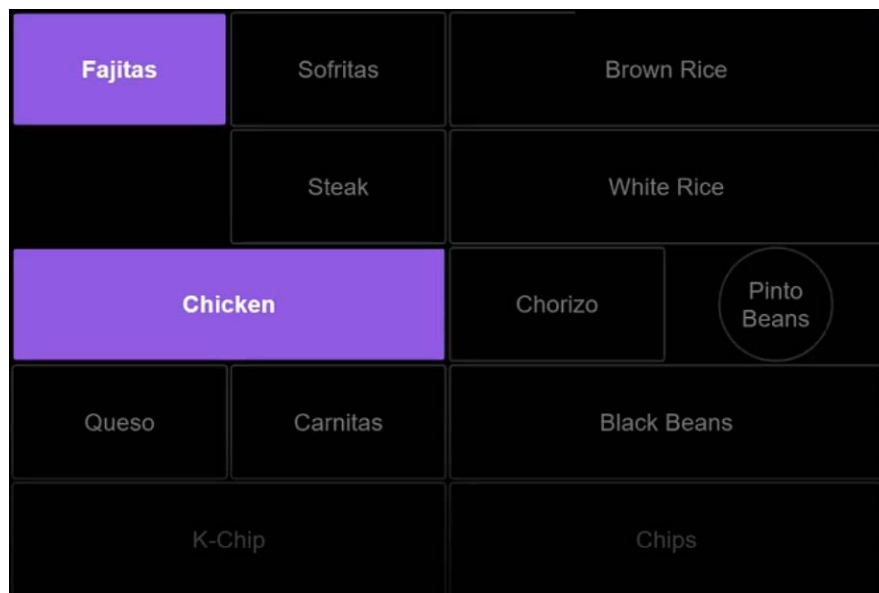 Fajitas
Sofritas
Brown Rice
Steak
White Rice
Chicken
Chorizo
Pinto
Beans
Queso
Carnitas
Black Beans
K-Chip
Chips